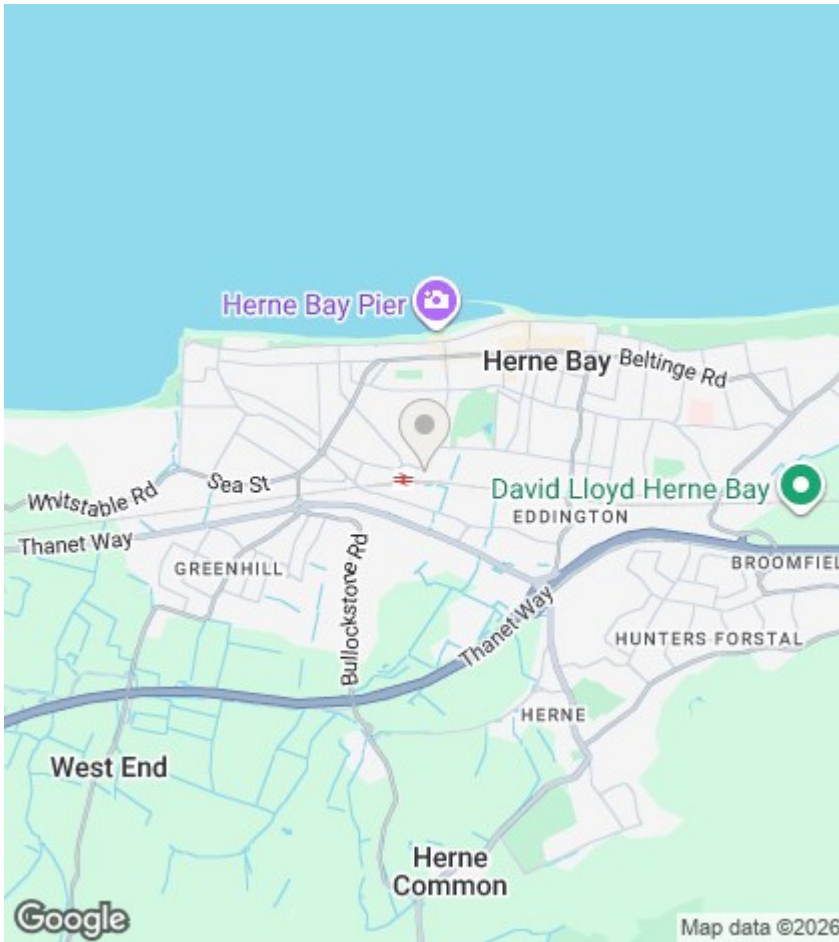 Herne Bay Pier
Herne Bay
Beltinge Rd
Sea St
Whitstable Rd
David Lloyd Herne Bay
EDDINGTON
Thanet Way
BROOMFIEL
GREENHILL
Bullockstone Rd
Thanet Way
HUNTERS FORSTAL
HERNE
West End
Herne
Common
Google
Map data ©2026